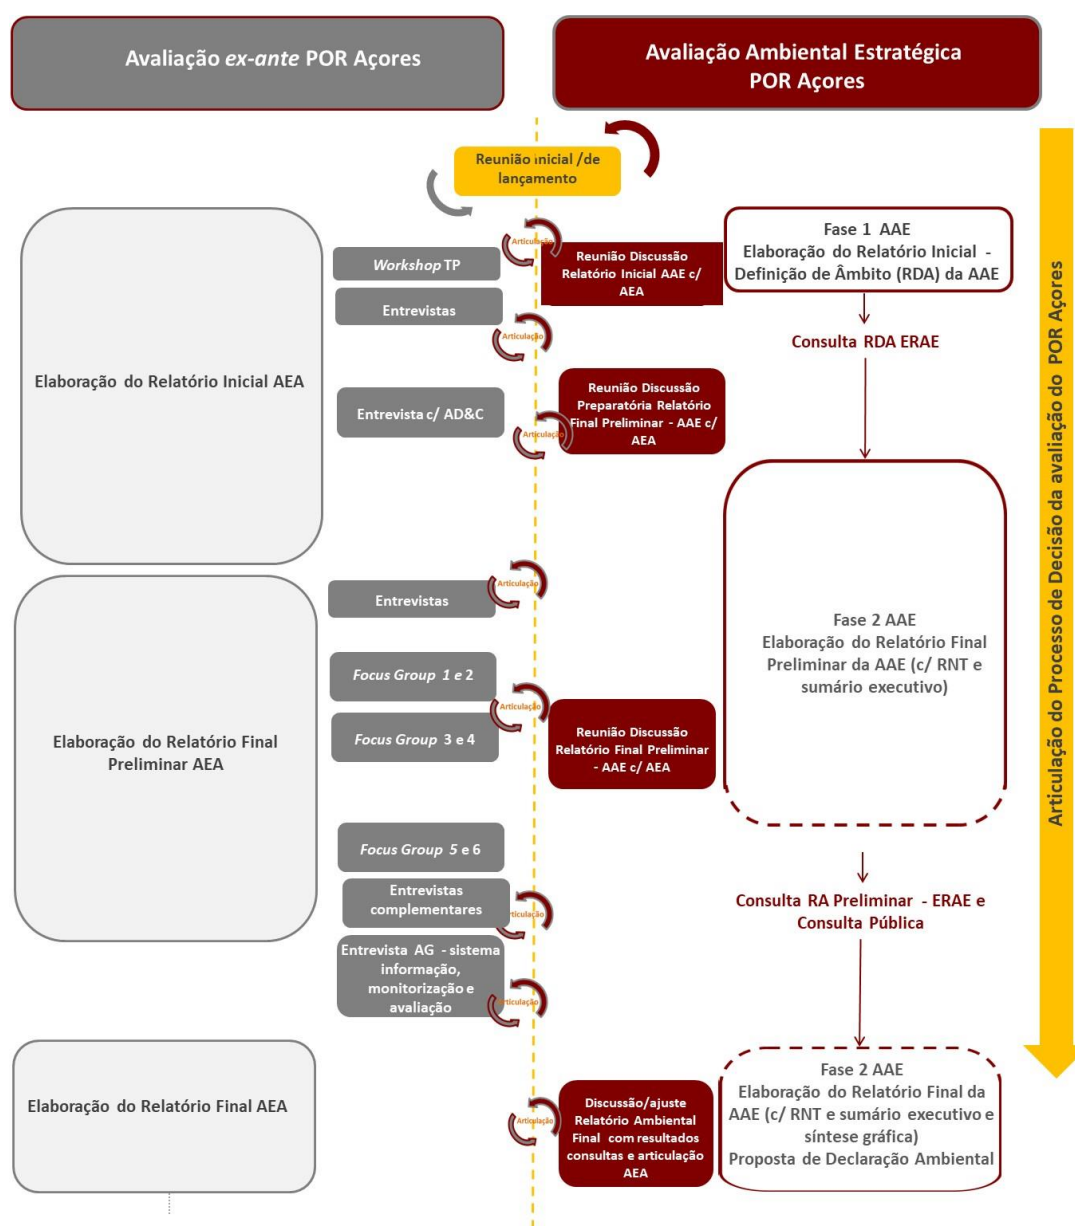 Avaliação ex-ante POR Açores
Avaliação Ambiental Estratégica
POR Açores
Reunião inicial /de
lançamento
Articulação
Workshop TP
Entrevistas
Articulação
Reunião Discussão
Relatório Inicial AAE c/
AEA
Fase 1 AAE
Elaboração do Relatório Inicial -
Definição de Âmbito (RDA) da AAE
Consulta RDA ERAE
Elaboração do Relatório Inicial AEA
Entrevista c/ AD&C
Articulação
Reunião Discussão
Preparatória Relatório
Final Preliminar - AAE c/
AEA
Articulação
Entrevistas
Focus Group 1 e 2
Articulação
Focus Group 3 e 4
Reunião Discussão
Relatório Final Preliminar
- AAE c/ AEA
Fase 2 AAE
Elaboração do Relatório Final
Preliminar da AAE (c/ RNT e
sumário executivo)
Elaboração do Relatório Final
Preliminar AEA
Focus Group 5 e 6
Entrevistas
complementares
Articulação
Entrevista AG - sistema
informação,
monitorização e
avaliação
Articulação
Consulta RA Preliminar - ERAE e
Consulta Pública
Elaboração do Relatório Final AEA
Articulação
Discussão/ajuste
Relatório Ambiental
Final com resultados
consultas e articulação
AEA
Fase 2 AAE
Elaboração do Relatório Final da
AAE (c/ RNT e sumário executivo e
síntese gráfica)
Proposta de Declaração Ambiental
Articulação do Processo de Decisão da avaliação do POR Açores